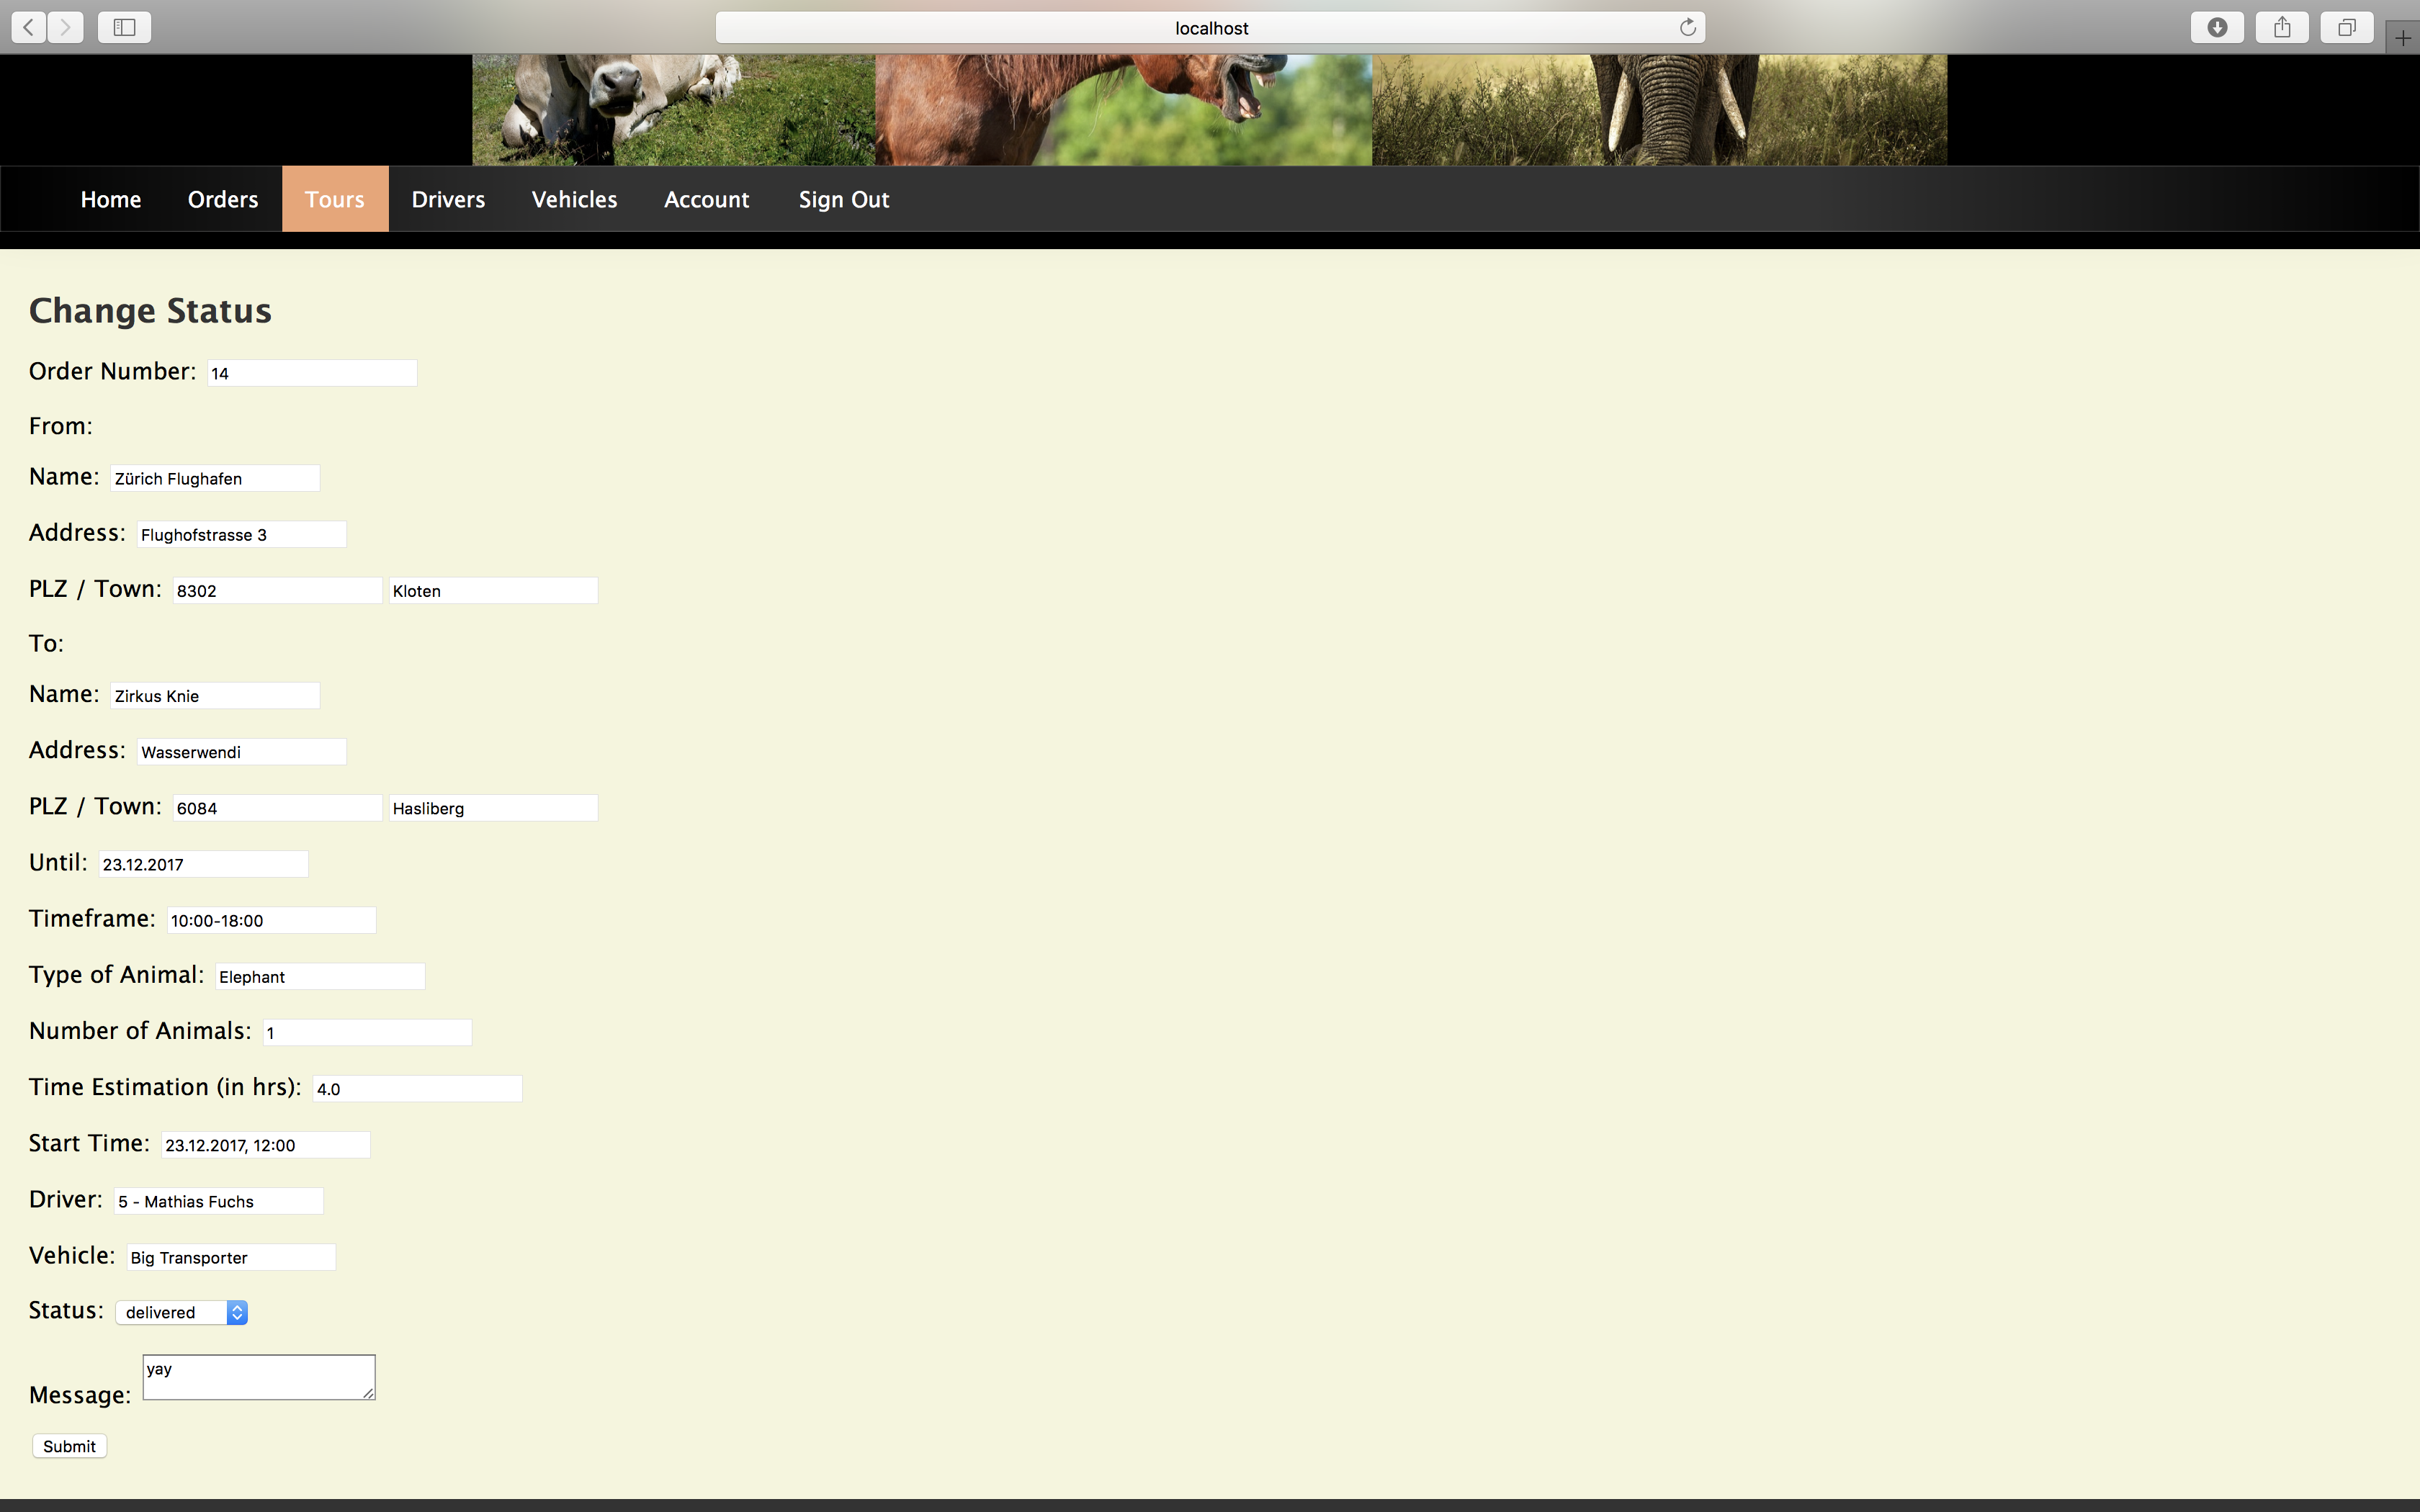 localhost
Home Orders Tours Drivers Vehicles Account Sign Out
Change Status
Order Number: 14
From:
Name: Zürich Flughafen
Address: Flughofstrasse 3
PLZ / Town: 8302 Kloten
To:
Name: Zirkus Knie
Address: Wasserwendi
PLZ / Town: 6084 Hasliberg
Until: 23.12.2017
Timeframe: 10:00-18:00
Type of Animal: Elephant
Number of Animals: 1
Time Estimation (in hrs): 4.0
Start Time: 23.12.2017, 12:00
Driver: 5 - Mathias Fuchs
Vehicle: Big Transporter
Status: delivered
Message: yay
Submit